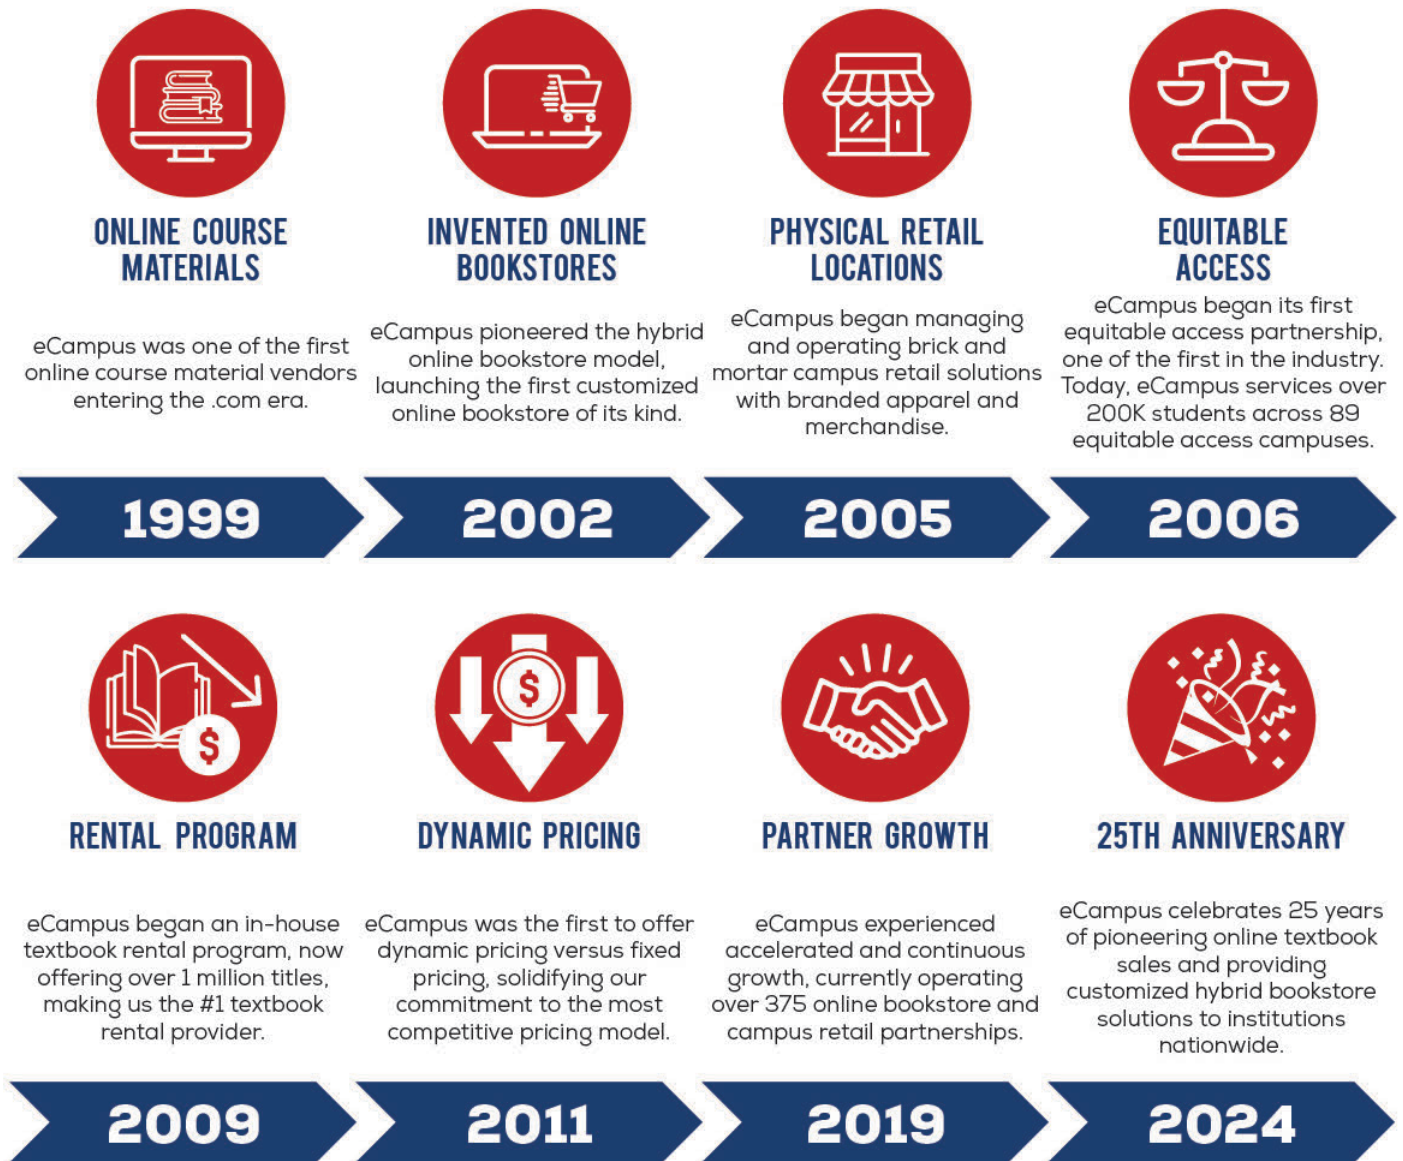 ONLINE COURSE
MATERIALS
eCampus was one of the first
online course material vendors
entering the .com era.
1999
INVENTED ONLINE
BOOKSTORES
eCampus pioneered the hybrid
online bookstore model,
launching the first customized
online bookstore of its kind.
2002
PHYSICAL RETAIL
LOCATIONS
eCampus began managing
and operating brick and
mortar campus retail solutions
with branded apparel and
merchandise.
2005
EQUITABLE
ACCESS
eCampus began its first
equitable access partnership,
one of the first in the industry.
Today, eCampus services over
200K students across 89
equitable access campuses.
2006
$
RENTAL PROGRAM
eCampus began an in-house
textbook rental program, now
offering over 1 million titles,
making us the #1 textbook
rental provider.
2009
$
DYNAMIC PRICING
eCampus was the first to offer
dynamic pricing versus fixed
pricing, solidifying our
commitment to the most
competitive pricing model.
2011
PARTNER GROWTH
eCampus experienced
accelerated and continuous
growth, currently operating
over 375 online bookstore and
campus retail partnerships.
2019
25TH ANNIVERSARY
eCampus celebrates 25 years
of pioneering online textbook
sales and providing
customized hybrid bookstore
solutions to institutions
nationwide.
2024